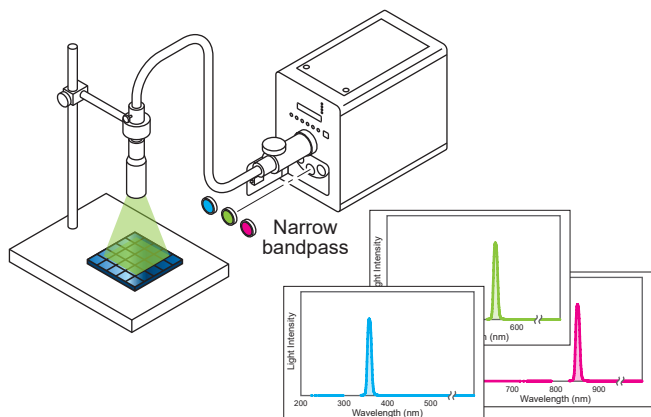 Narrow
bandpass
Light Intensity
600
(nm)
Light Intensity
200 300 400 500
Wavelength (nm)
700 800 900
Wavelength (nm)